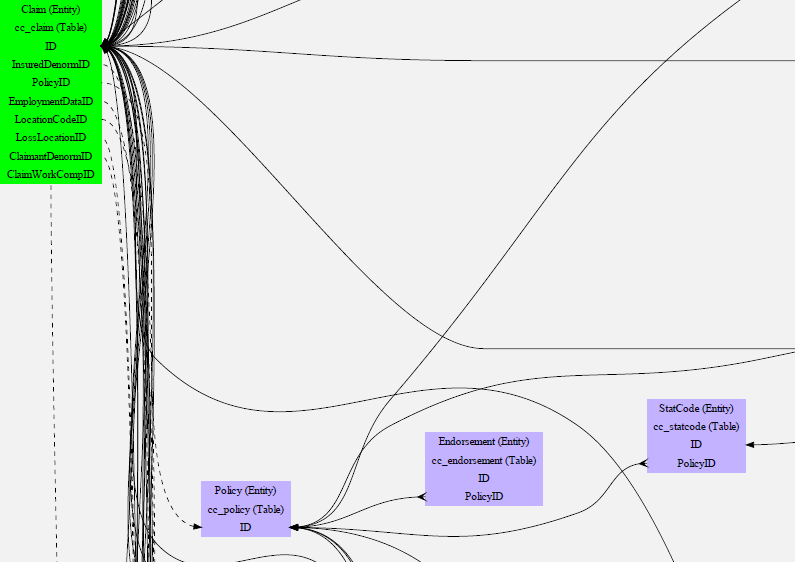 Claim (Entity)
cc_claim (Table)
ID
InsuredDenormID
PolicyID
EmploymentDataID
LocationCodeID
LossLocationID
ClaimantDenormID
ClaimWorkCompID
StatCode (Entity)
cc_statcode (Table)
ID
PolicyID
Endorsement (Entity)
cc_endorsement (Table)
ID
PolicyID
Policy (Entity)
cc_policy (Table)
ID